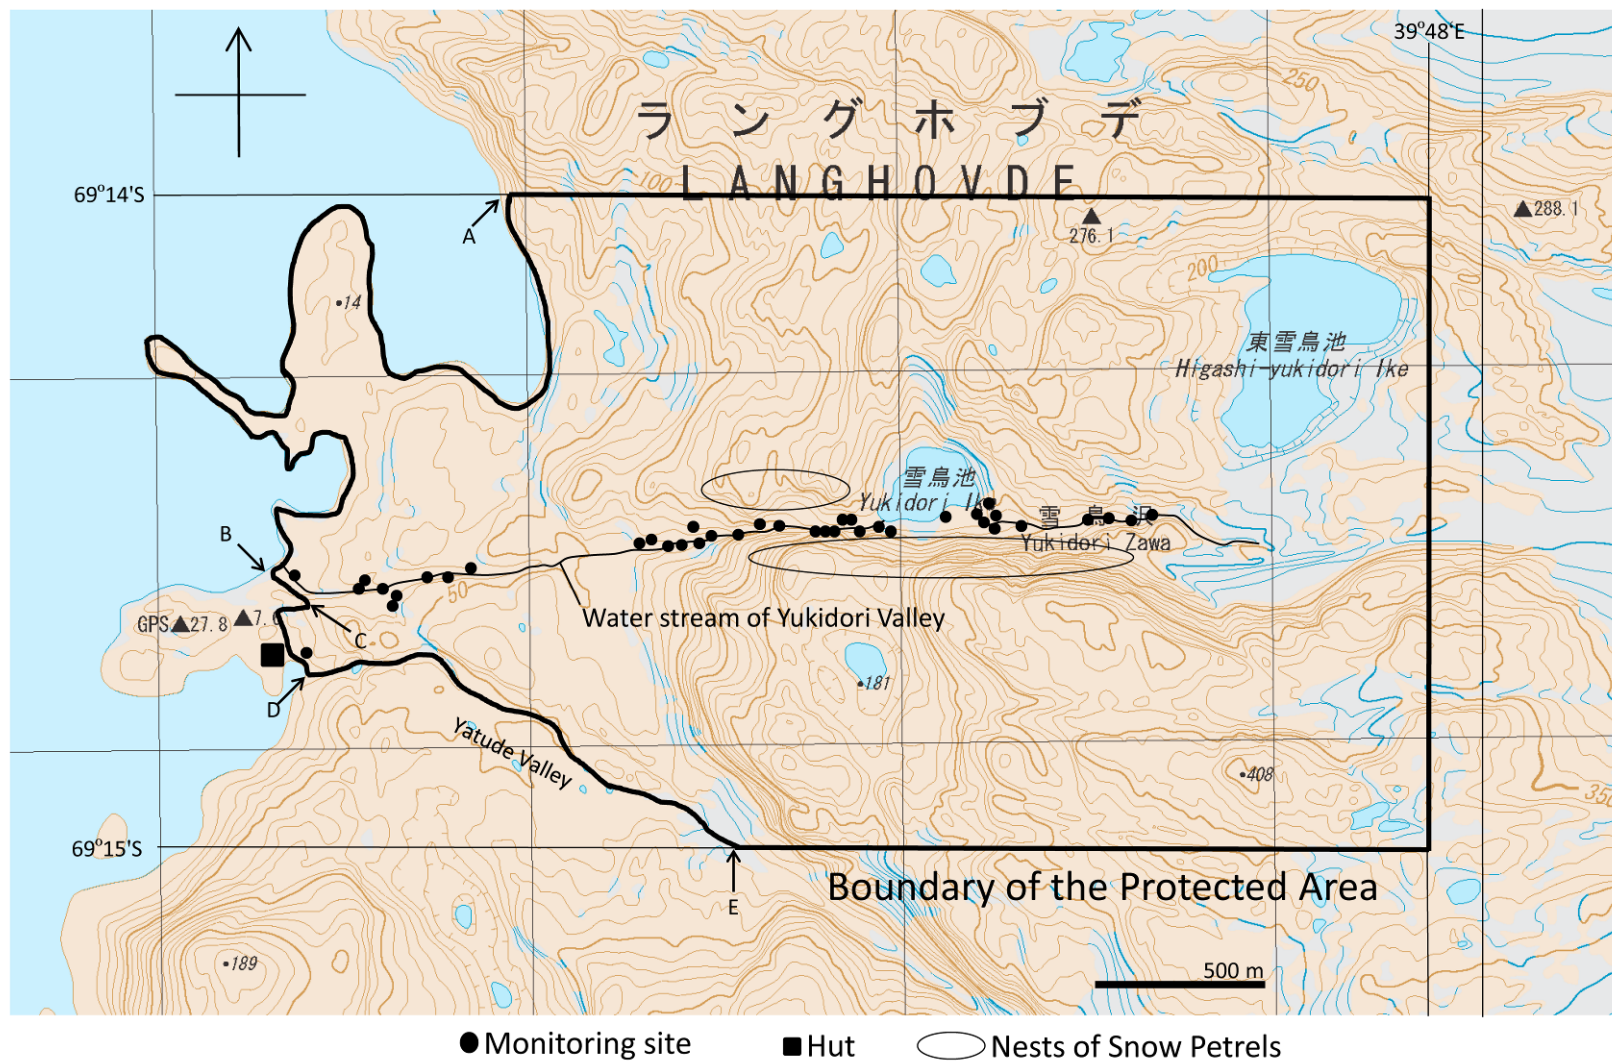 39°48'E
250
ラングホブデ
100
LANGHOVDE
69°14'S
288.1
A
276.1
200
14
東雪鳥池
Higashi-yukidori Ike
雪鳥池
Yukidori Ike
雪鳥沢
B
Yukidori Zawa
50
Water stream of Yukidori Valley
GPS 27.8
7.6
C
181
D
Yatude Valley
408
350
69°15'S
Boundary of the Protected Area
E
189
500 m
Monitoring site
Hut
Nests of Snow Petrels